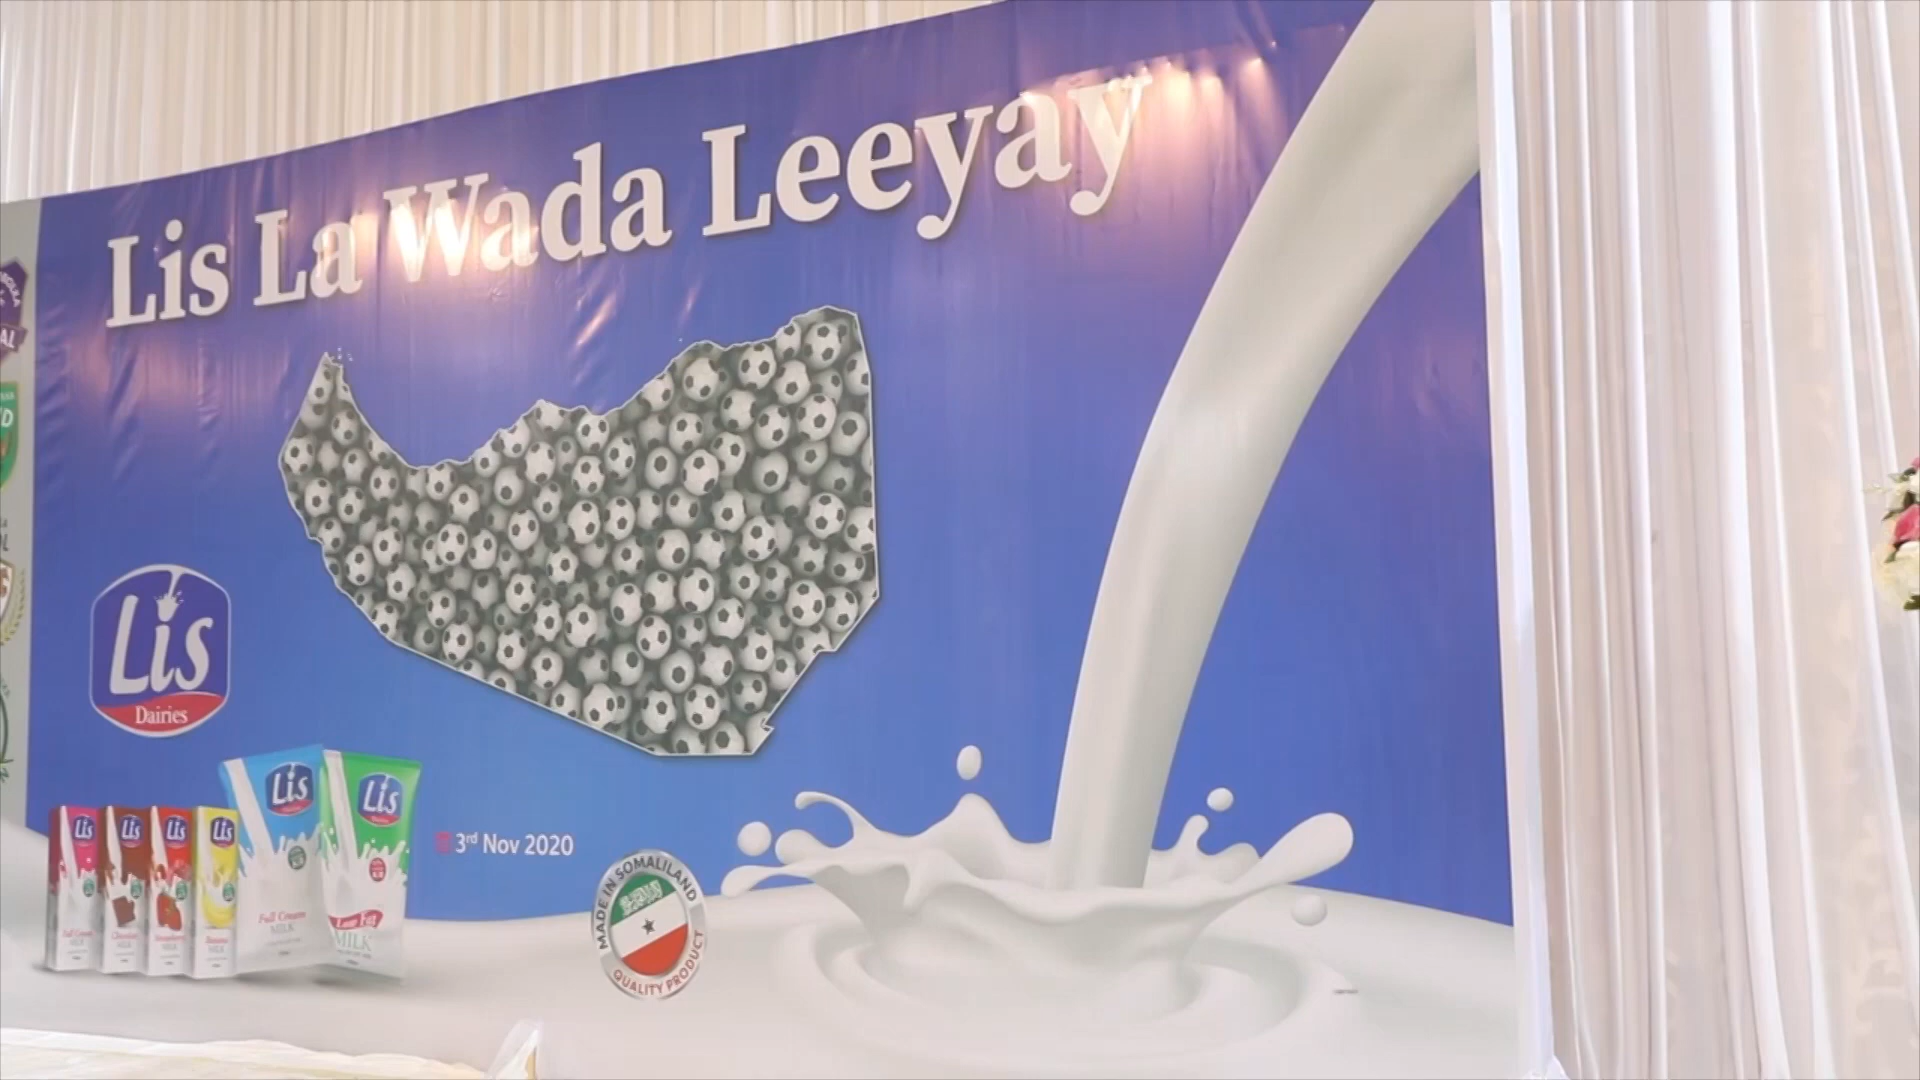 Lis La Wada Leeyay
Lis
Dairies
Lis
Lis
Lis
Lis
Lis
Lis
Full Cream
MILK
Low Fat
MILK
3rd Nov 2020
MADE IN SOMALILAND
QUALITY PRODUCT